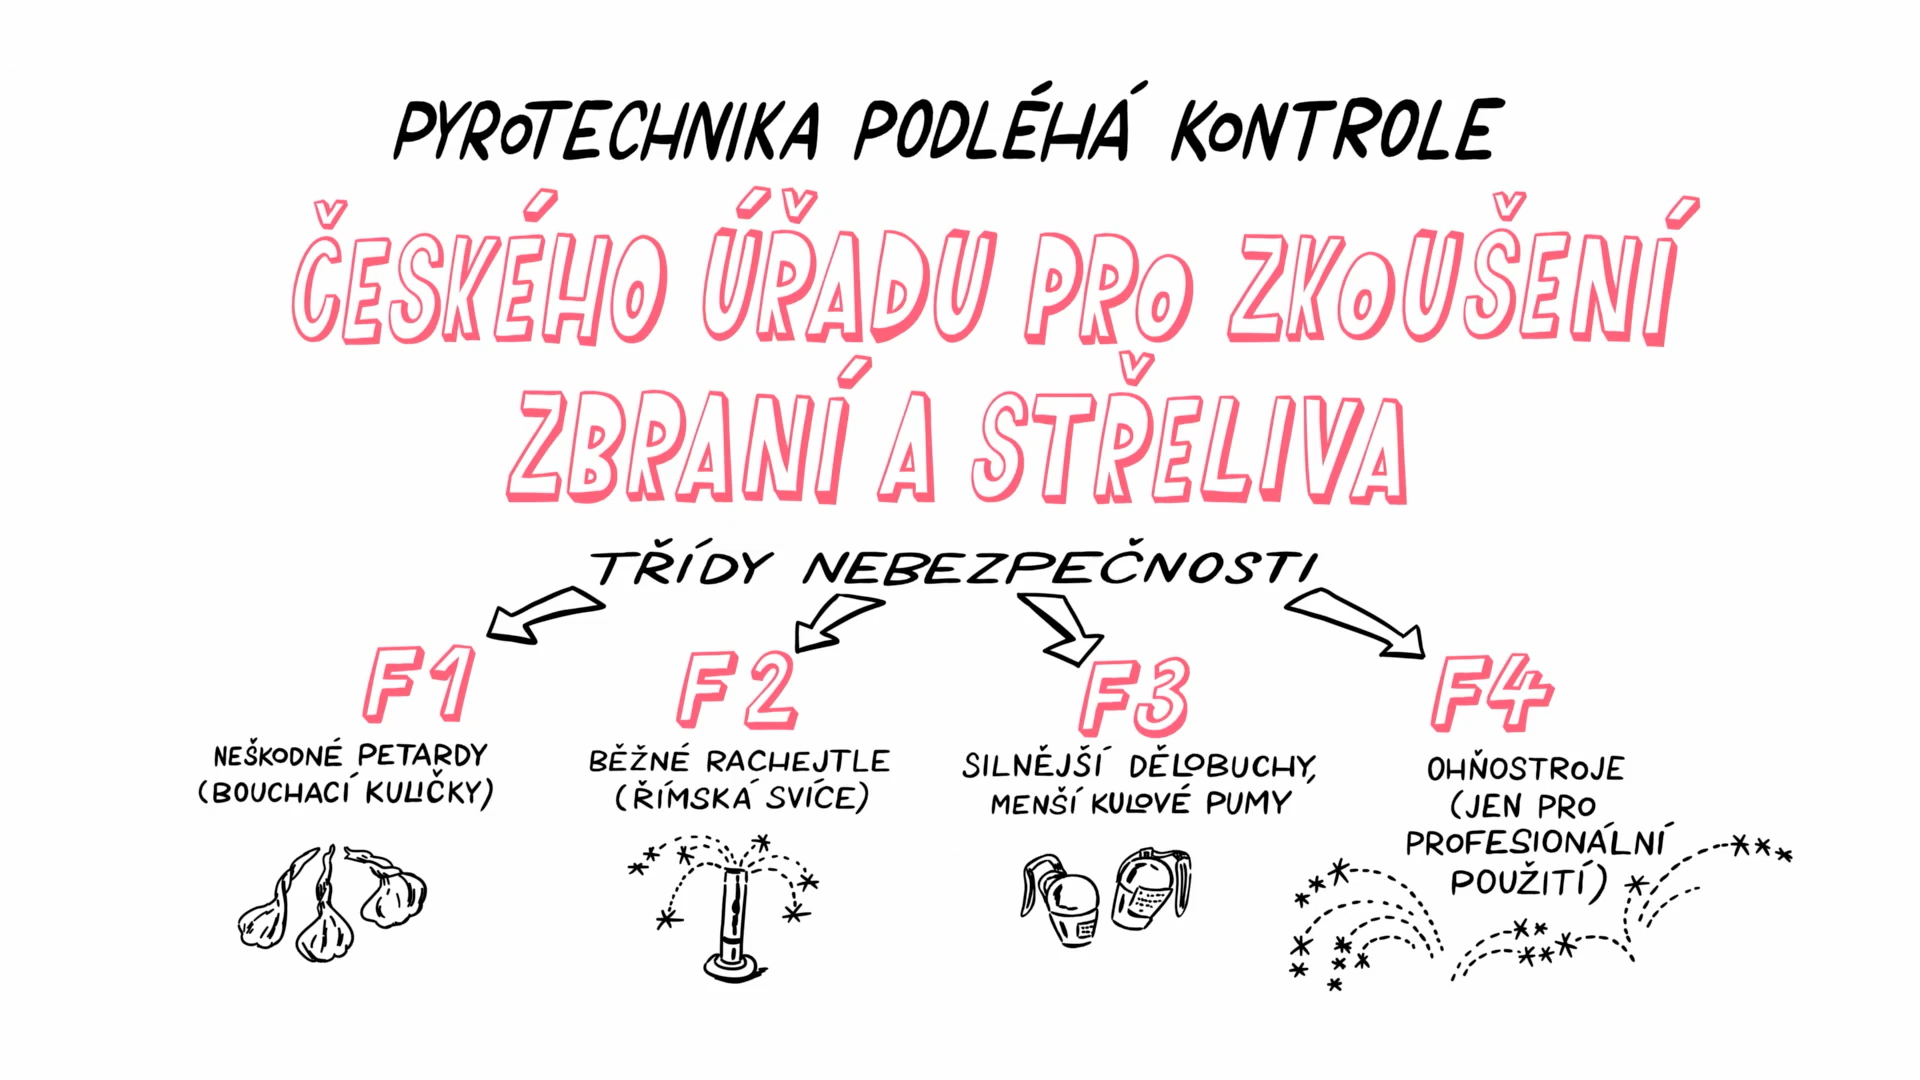 PYROTECHNIKA PODLÉHÁ KONTROLE
ČESKÉHO ÚŘADU PRO ZKOUŠENÍ
ZBRANÍ A STŘELIVA
TŘÍDY NEBEZPEČNOSTI
F1
NEŠKODNÉ PETARDY
(BOUCHACÍ KULIČKY)
F2
BĚŽNÉ RACHEJTLE
(ŘÍMSKÁ SVÍCE)
F3
SILNĚJŠÍ DĚLOBUCHY,
MENŠÍ KULOVÉ PUMY
F4
OHŇOSTROJE
(JEN PRO
PROFESIONÁLNÍ
POUŽITÍ)